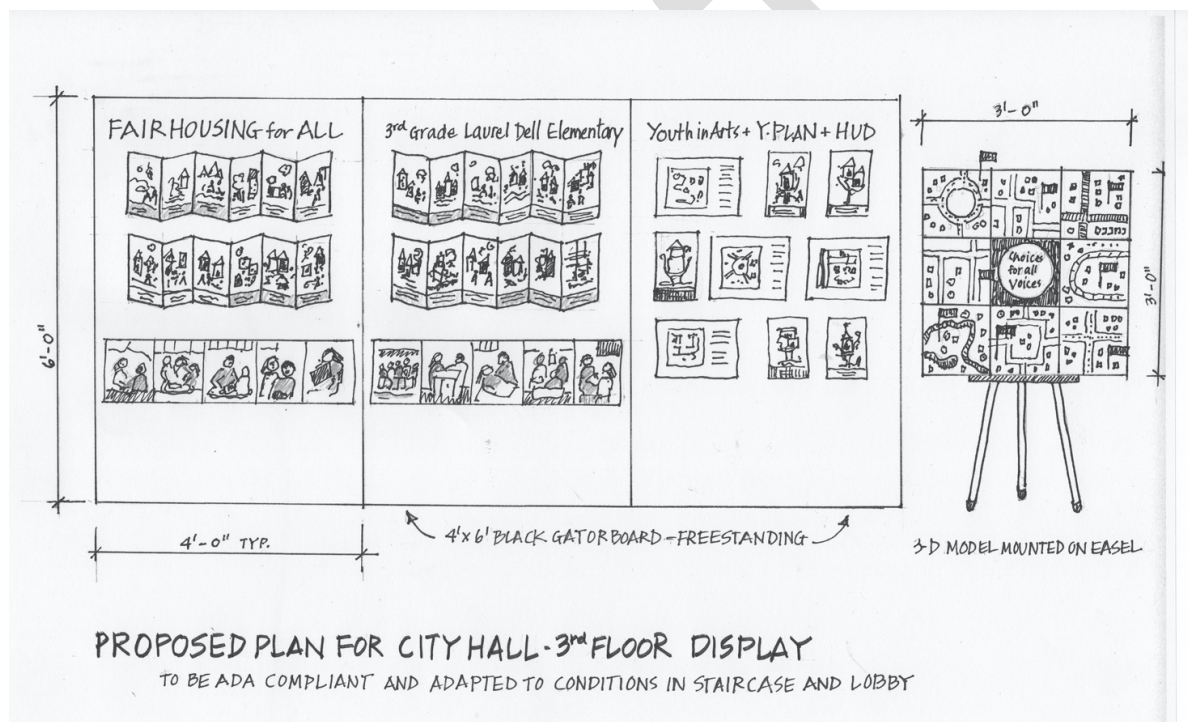 3'-0"
FAIR HOUSING for ALL
3rd Grade Laurel Dell Elementary
Youth in Arts + Y-PLAN + HUD
6'-0"
Choices
for all
Voices
3'-0"
4'-0" TYP.
4'x6' BLACK GATORBOARD-FREESTANDING
3-D MODEL MOUNTED ON EASEL
PROPOSED PLAN FOR CITY HALL - 3rd FLOOR DISPLAY
TO BE ADA COMPLIANT AND ADAPTED TO CONDITIONS IN STAIRCASE AND LOBBY